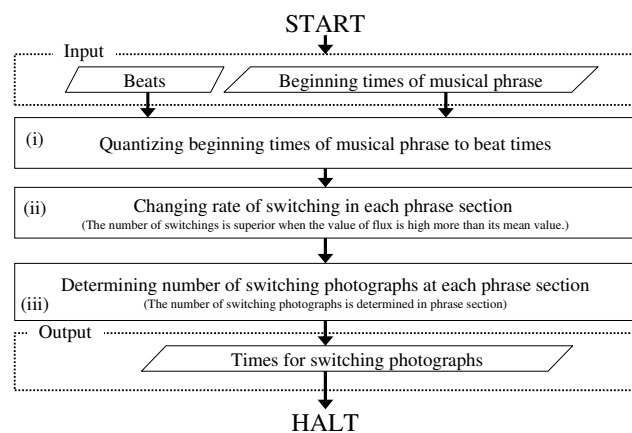 START
Input
Beats
Beginning times of musical phrase
(i)
Quantizing beginning times of musical phrase to beat times
(ii)
Changing rate of switching in each phrase section
(The number of switchings is superior when the value of flux is high more than its mean value.)
Determining number of switching photographs at each phrase section
(iii)
(The number of switching photographs is determined in phrase section)
Output
Times for switching photographs
HALT